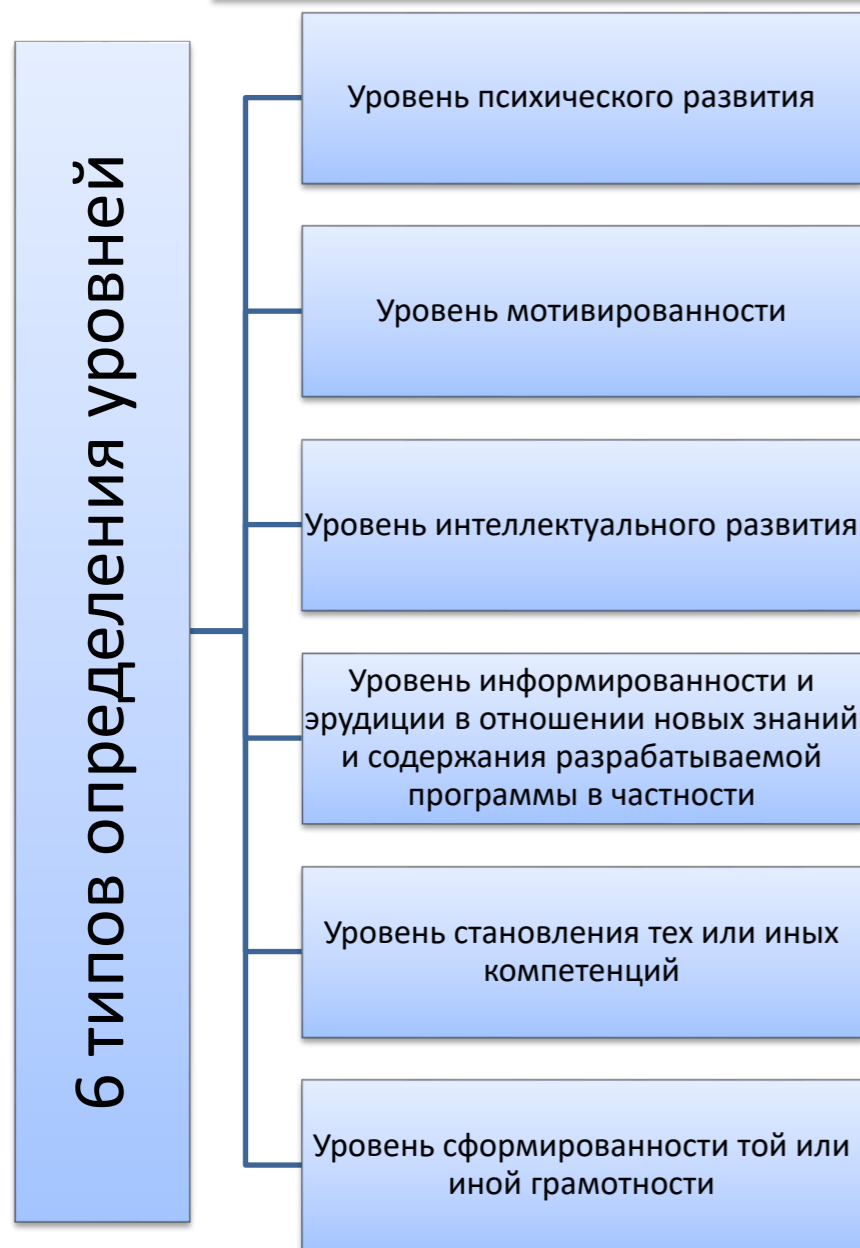 6 типов определения уровней
Уровень психического развития
Уровень мотивированности
Уровень интеллектуального развития
Уровень информированности и
эрудиции в отношении новых знаний
и содержания разрабатываемой
программы в частности
Уровень становления тех или иных
компетенций
Уровень сформированности той или
иной грамотности